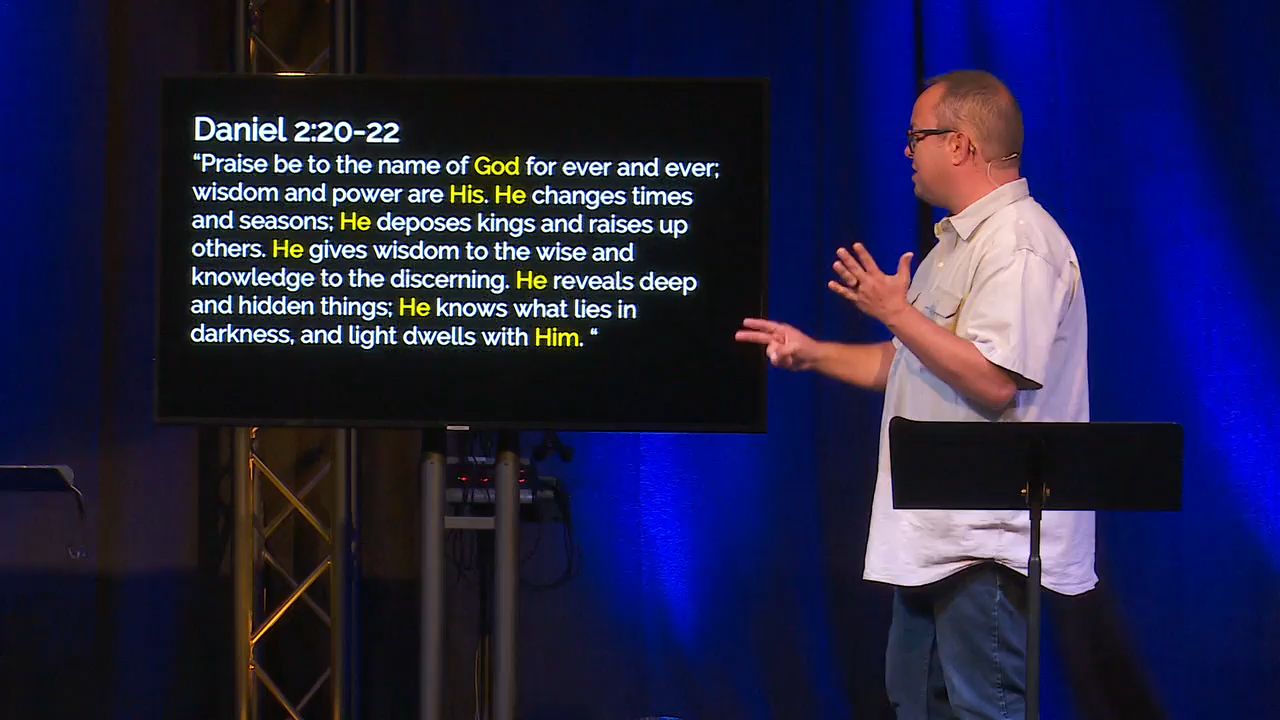 Daniel 2:20-22
“Praise be to the name of God for ever and ever;
wisdom and power are His. He changes times
and seasons; He deposes kings and raises up
others. He gives wisdom to the wise and
knowledge to the discerning. He reveals deep
and hidden things; He knows what lies in
darkness, and light dwells with Him. “